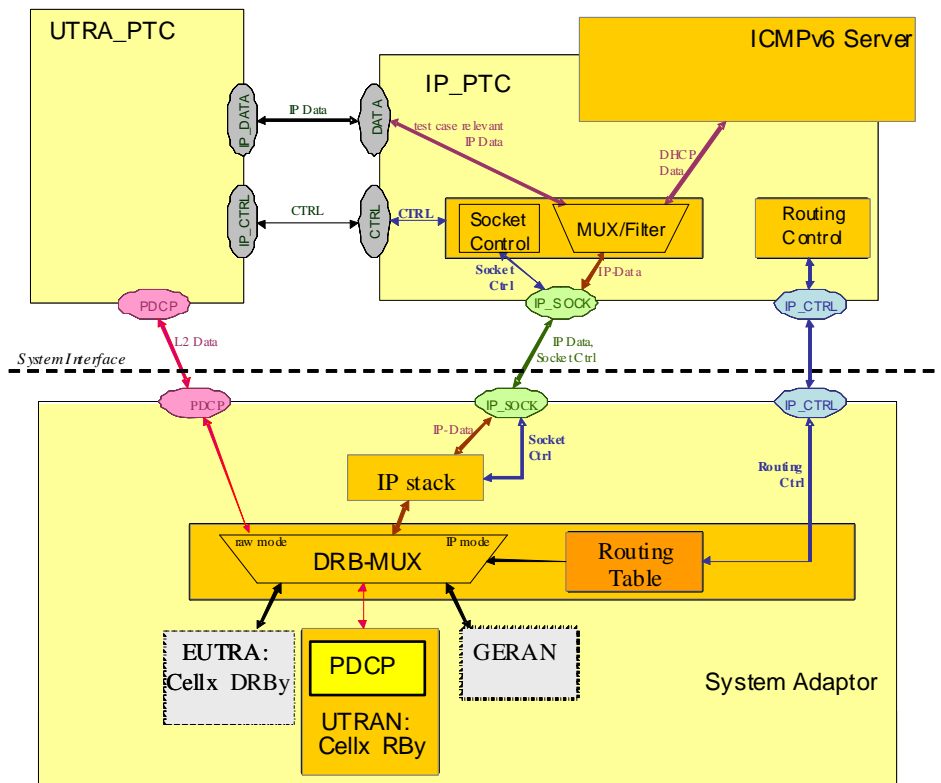 UTRA_PTC
ICMPv6 Server
IP_PTC
IP_DATA
IP Data
DATA
test case relevant
IP Data
DHCP
Data
IP_CTRL
CTRL
CTRL
CTRL
Socket
Control
MUX/Filter
Routing
Control
Socket
Ctrl
IP-Data
PDCP
IP_SOCK
IP_CTRL
L2 Data
IP Data,
Socket Ctrl
System Interface
PDCP
IP_SOCK
IP_CTRL
IP-Data
Socket
Ctrl
IP stack
Routing
Ctrl
raw mode
IP mode
DRB-MUX
Routing
Table
EUTRA:
Cellx DRBy
PDCP
UTRAN:
Cellx RBy
GERAN
System Adaptor